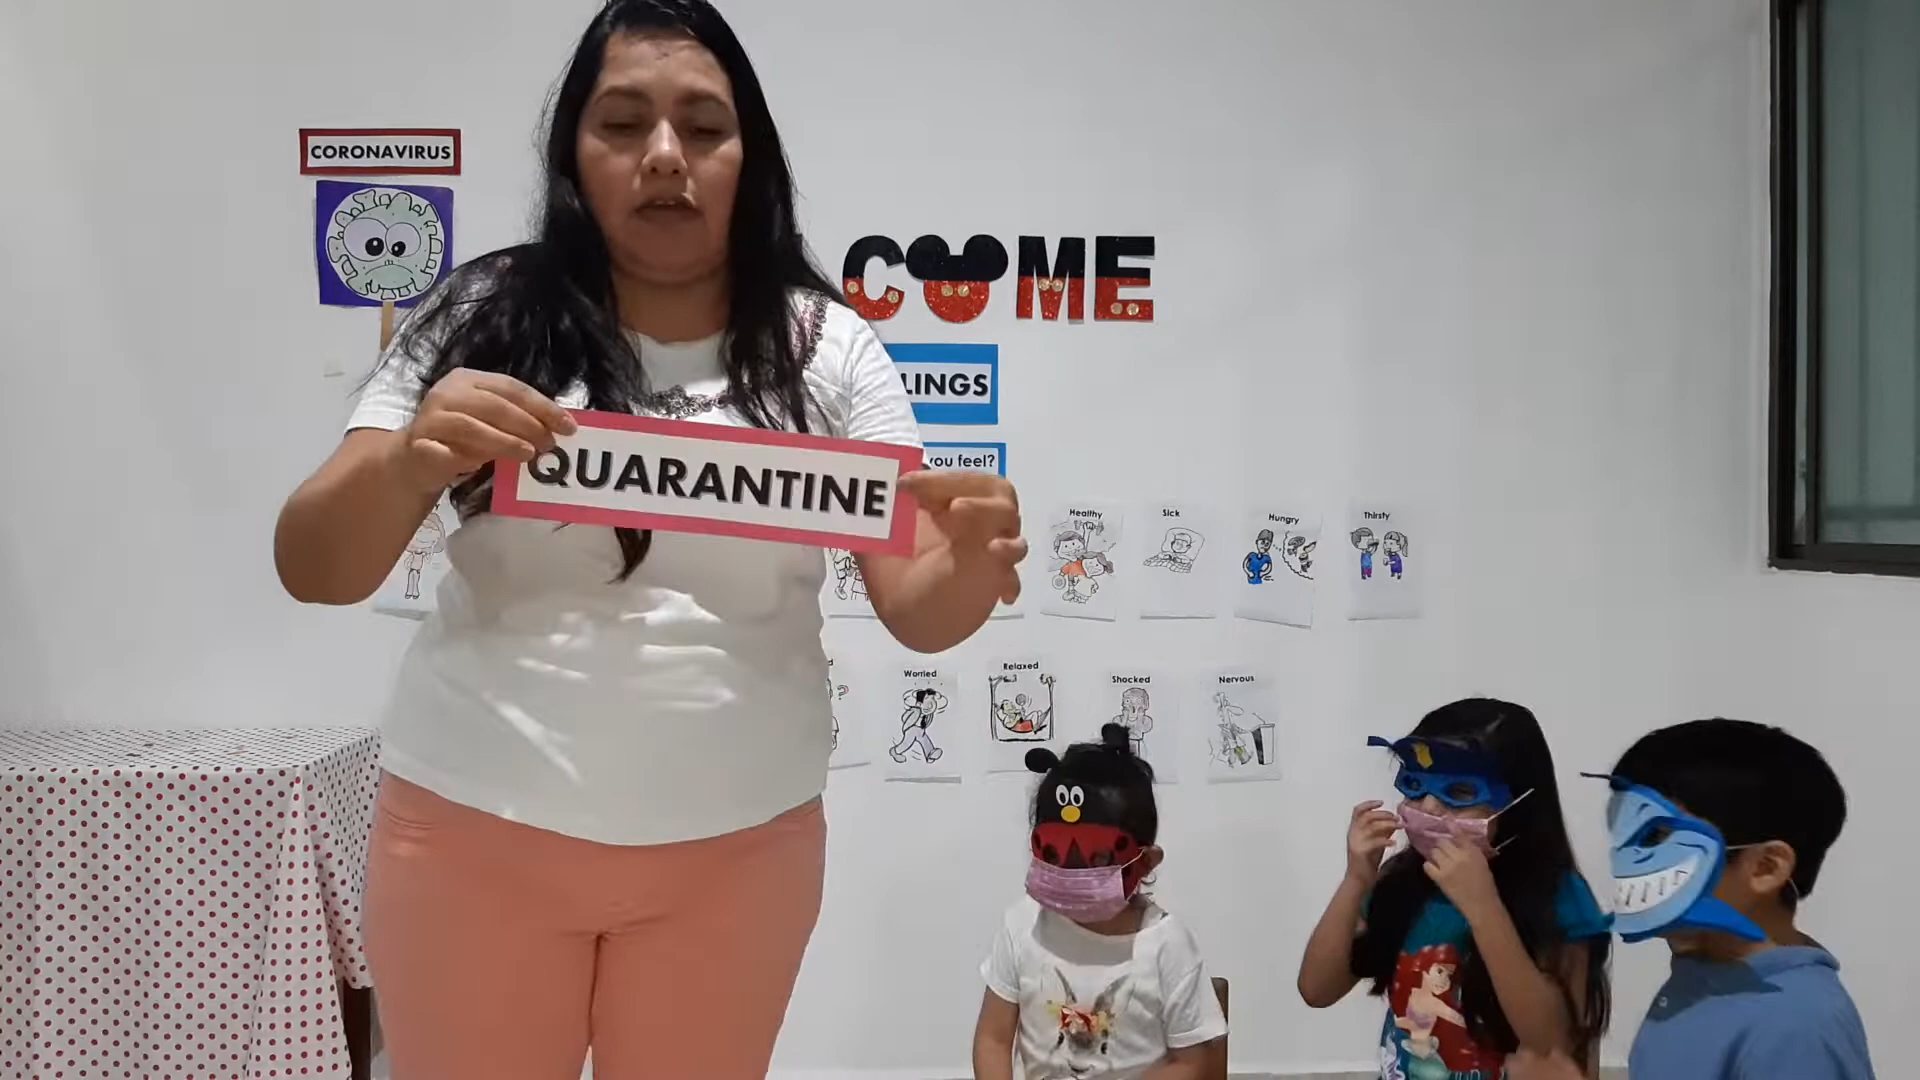 CORONAVIRUS
COME
LINGS
you feel?
QUARANTINE
Healthy
Sick
Hungry
Thirsty
Worried
Relaxed
Shocked
Nervous